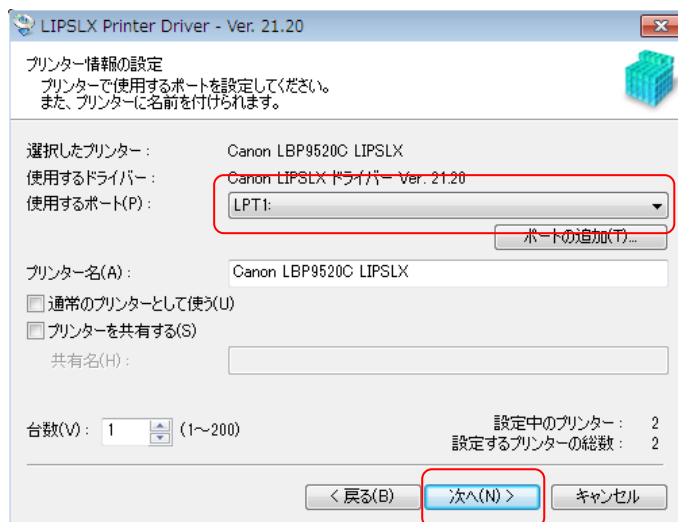 LIPSLX Printer Driver - Ver. 21.20
プリンター情報の設定
プリンターで使用するポートを設定してください。
また、プリンターに名前を付けられます。
選択したプリンター： Canon LBP9520C LIPSLX
使用するドライバー： Canon LIPSLX ドライバー Ver. 21.20
使用するポート(P)： LPT1:
ポートの追加(T)...
プリンター名(A)： Canon LBP9520C LIPSLX
通常のプリンターとして使う(U)
プリンターを共有する(S)
共有名(H)：
台数(V)： 1 (1～200)
設定中のプリンター： 2
設定するプリンターの総数： 2
< 戻る(B) 次へ(N) > キャンセル